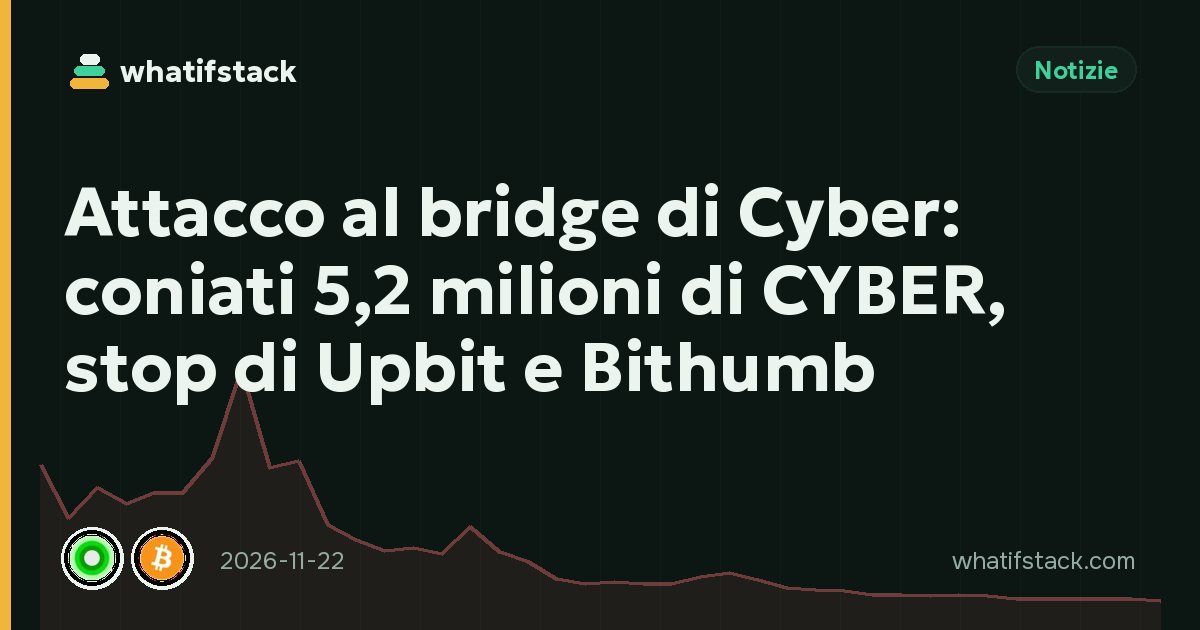 whatifstack
Notizie
Attacco al bridge di Cyber:
coniati 5,2 milioni di CYBER,
stop di Upbit e Bithumb
2026-11-22
whatifstack.com